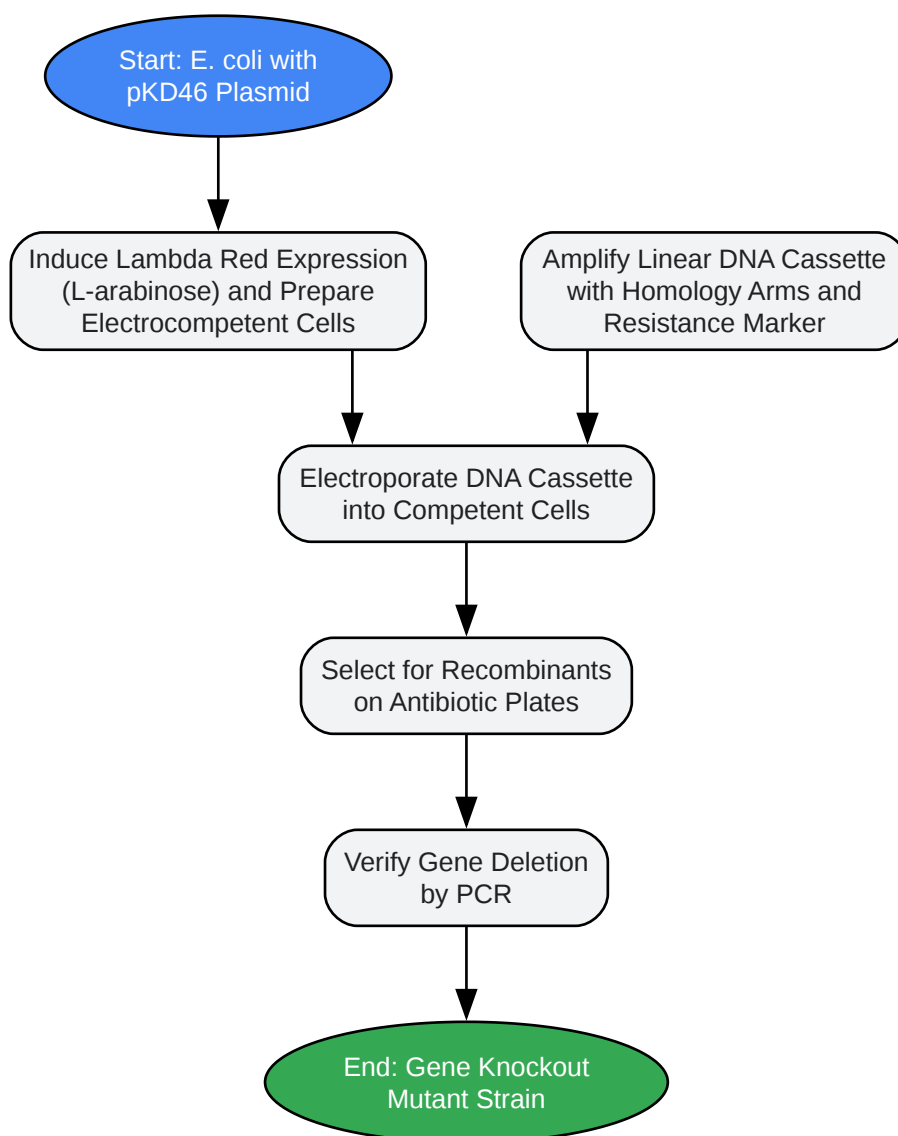 Start: E. coli with
pKD46 Plasmid
Induce Lambda Red Expression
(L-arabinose) and Prepare
Electrocompetent Cells
Amplify Linear DNA Cassette
with Homology Arms and
Resistance Marker
Electroporate DNA Cassette
into Competent Cells
Select for Recombinants
on Antibiotic Plates
Verify Gene Deletion
by PCR
End: Gene Knockout
Mutant Strain